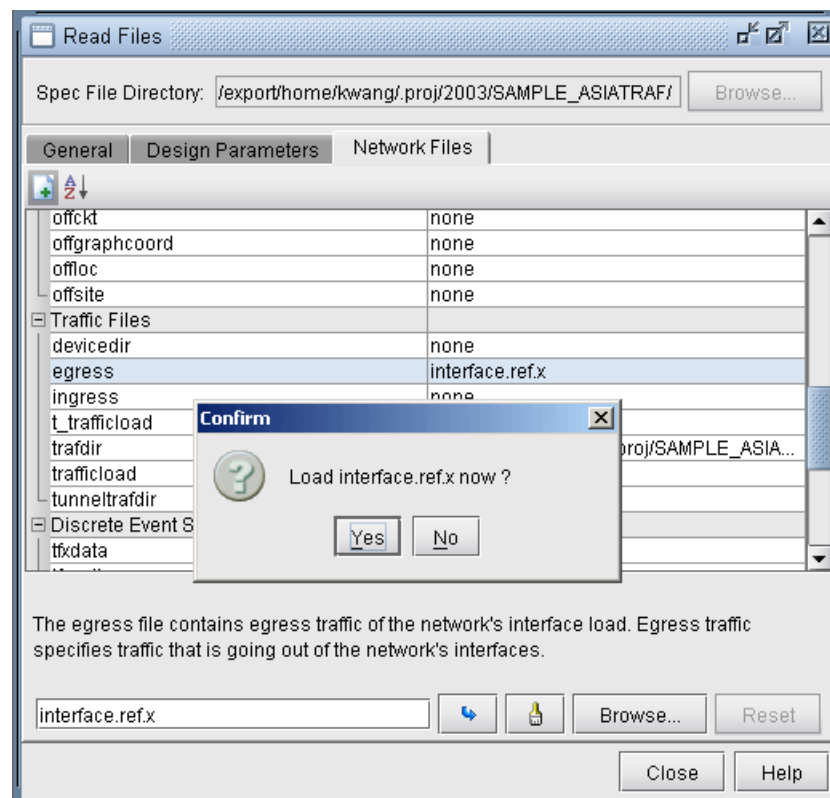 Read Files
Spec File Directory: /export/home/kwang/.proj/2003/SAMPLE_ASIATRAF/ Browse...
General Design Parameters Network Files
offckt none
offgraphcoord none
offloc none
offsite none
Traffic Files
devicedir none
egress interface.ref.x
ingress none
t_trafficload
trafdir proj/SAMPLE_ASIA...
trafficload
tunneltrafdir
Discrete Event S
tfxdata
Confirm
Load interface.ref.x now ?
Yes No
The egress file contains egress traffic of the network's interface load. Egress traffic
specifies traffic that is going out of the network's interfaces.
interface.ref.x Browse... Reset
Close Help